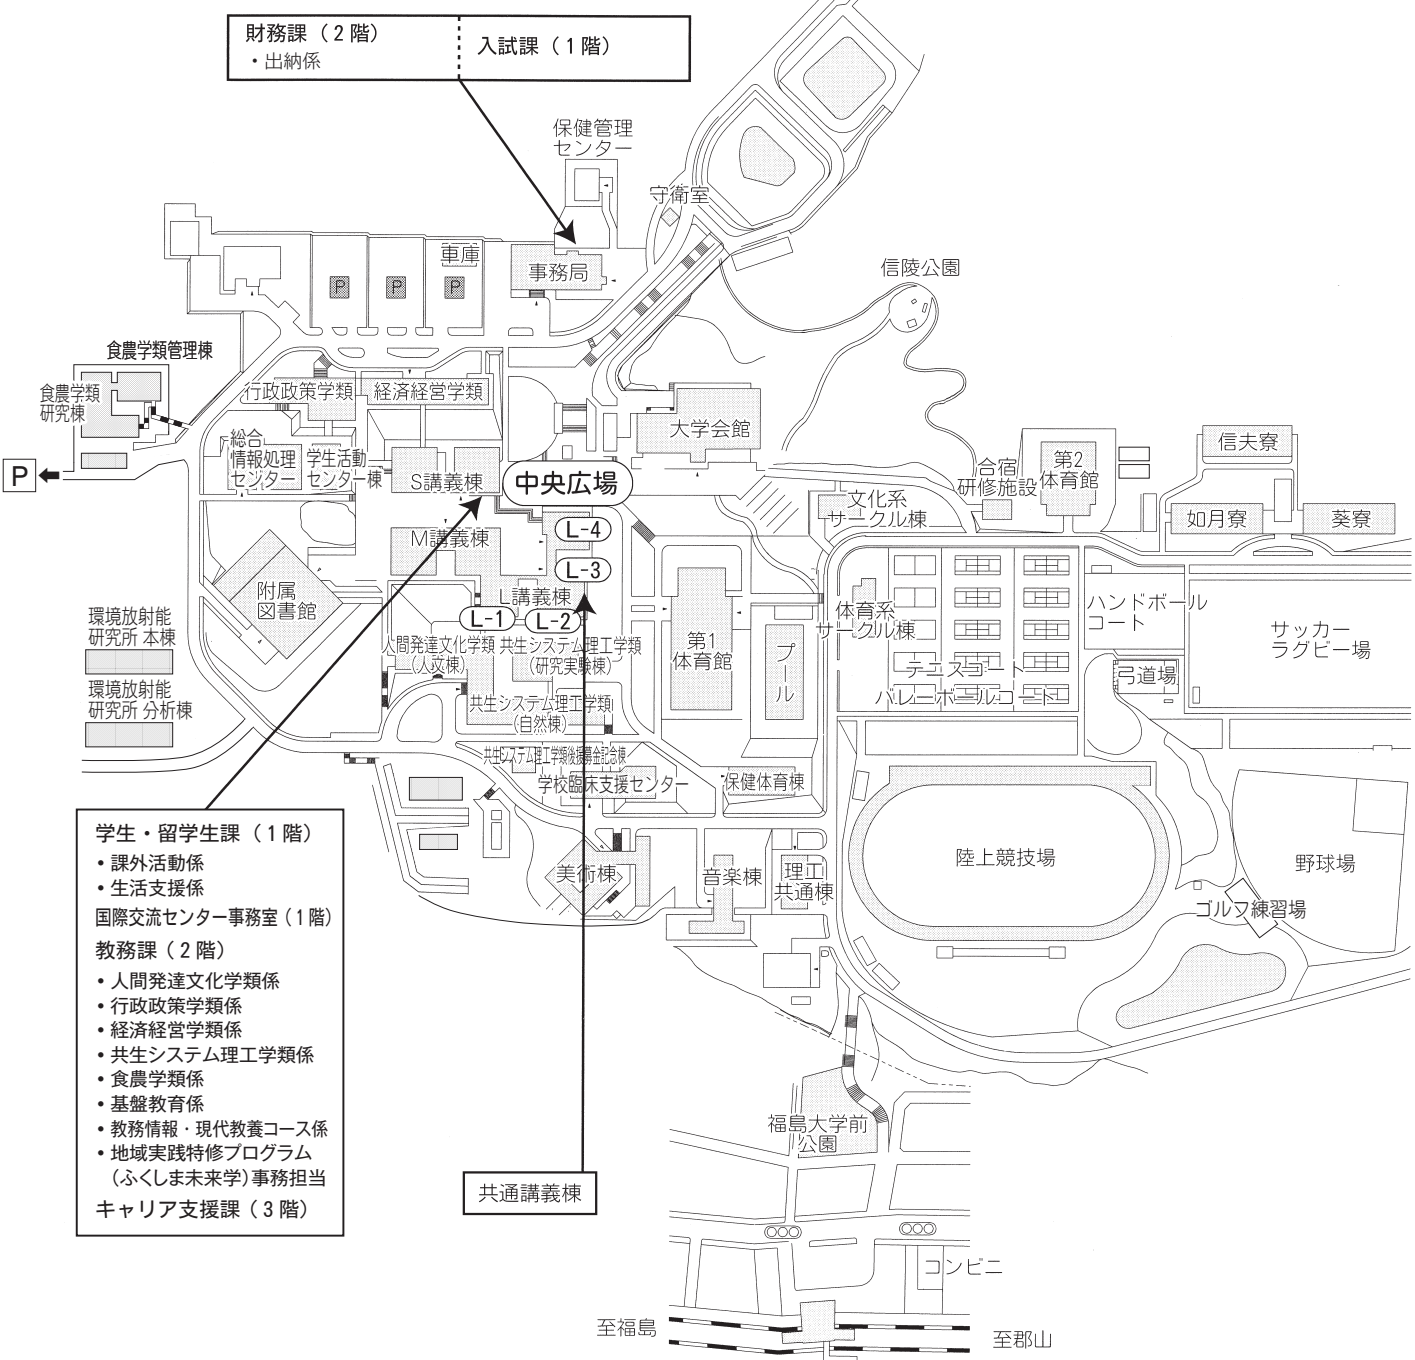 財務課（２階）
・出納係
入試課（１階）
保健管理
センター
守衛室
車庫
事務局
P
P
P
信陵公園
食農学類管理棟
食農学類
研究棟
行政政策学類
経済経営学類
大学会館
総合
情報処理
センター
学生活動
センター棟
S講義棟
中央広場
P
M講義棟
L-4
L-3
L講義棟
L-1
L-2
文化系
サークル棟
合宿
研修施設
第2
体育館
信夫寮
如月寮
葵寮
附属
図書館
環境放射能
研究所 本棟
環境放射能
研究所 分析棟
人間発達文化学類
（人文棟）
共生システム理工学類
（研究実験棟）
共生システム理工学類
（自然棟）
第1
体育館
プール
体育系
サークル棟
テニスコート
バレーボールコート
ハンドボール
コート
弓道場
サッカー
ラグビー場
共生システム理工学類後援募金記念棟
学校臨床支援センター
保健体育棟
美術棟
音楽棟
理工
共通棟
陸上競技場
野球場
ゴルフ練習場
学生・留学生課（１階）
・課外活動係
・生活支援係
国際交流センター事務室（１階）
教務課（２階）
・人間発達文化学類係
・行政政策学類係
・経済経営学類係
・共生システム理工学類係
・食農学類係
・基盤教育係
・教務情報・現代教養コース係
・地域実践特修プログラム
（ふくしま未来学）事務担当
キャリア支援課（３階）
共通講義棟
福島大学前
公園
コンビニ
至福島
至郡山